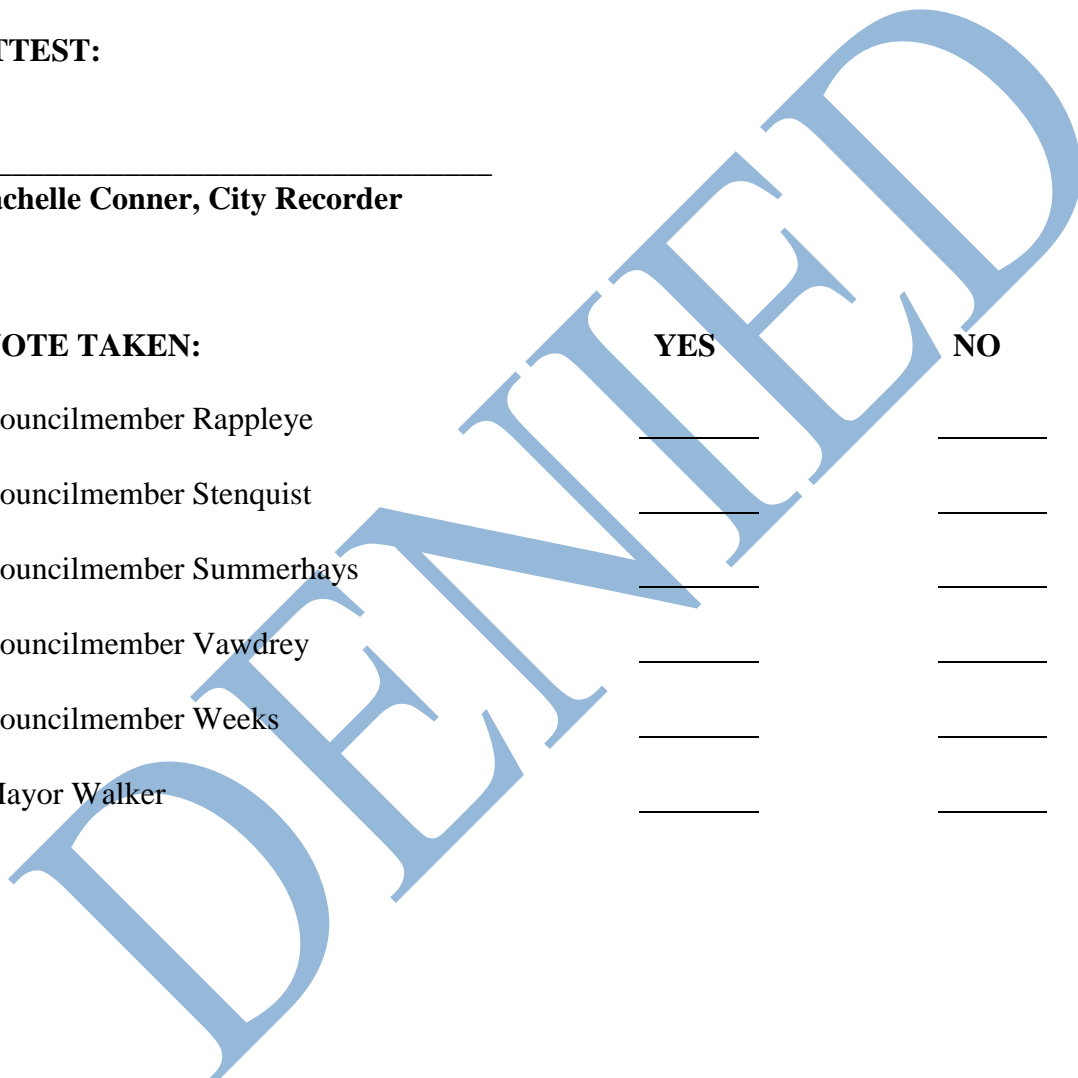 TTEST:
achelle Conner, City Recorder
VOTE TAKEN: YES NO
ouncilmember Rappleye
ouncilmember Stenquist
ouncilmember Summerhays
ouncilmember Vawdrey
ouncilmember Weeks
Mayor Walker
DENIED